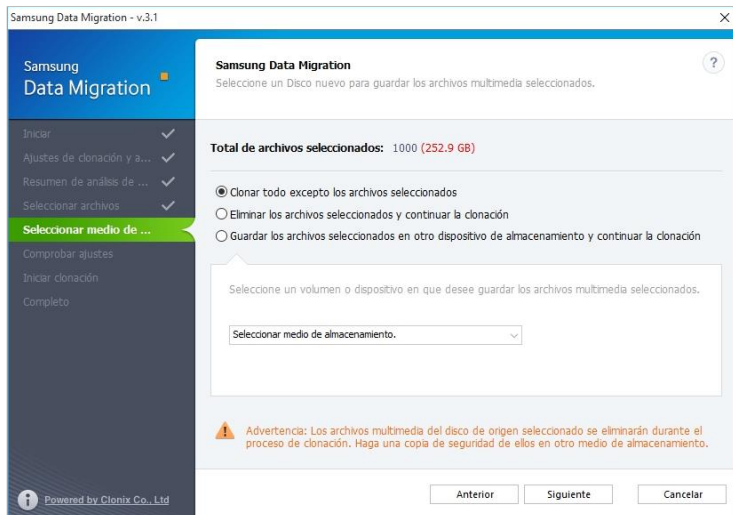 Samsung Data Migration - v.3.1
Samsung
Data Migration
Samsung Data Migration
Seleccione un Disco nuevo para guardar los archivos multimedia seleccionados.
?
Iniciar
Ajustes de clonación y a...
Resumen de análisis de ...
Seleccionar archivos
Seleccionar medio de ...
Comprobar ajustes
Iniciar clonación
Completo
Total de archivos seleccionados: 1000 (252.9 GB)
Clonar todo excepto los archivos seleccionados
Eliminar los archivos seleccionados y continuar la clonación
Guardar los archivos seleccionados en otro dispositivo de almacenamiento y continuar la clonación
Seleccione un volumen o dispositivo en que desee guardar los archivos multimedia seleccionados.
Seleccionar medio de almacenamiento.
Advertencia: Los archivos multimedia del disco de origen seleccionado se eliminarán durante el
proceso de clonación. Haga una copia de seguridad de ellos en otro medio de almacenamiento.
Powered by Clonix Co., Ltd
Anterior
Siguiente
Cancelar